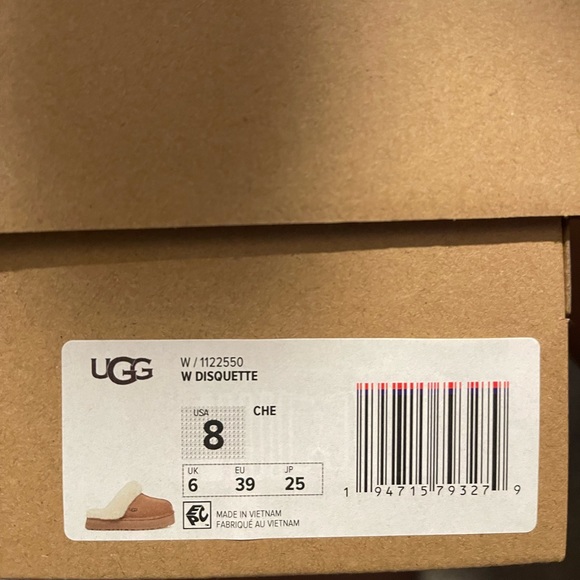 UGG
W / 1122550
W DISQUETTE
USA
8
CHE
UK EU JP
6 39 25
MADE IN VIETNAM
FABRIQUÉ AU VIETNAM
1 94715 79327 9